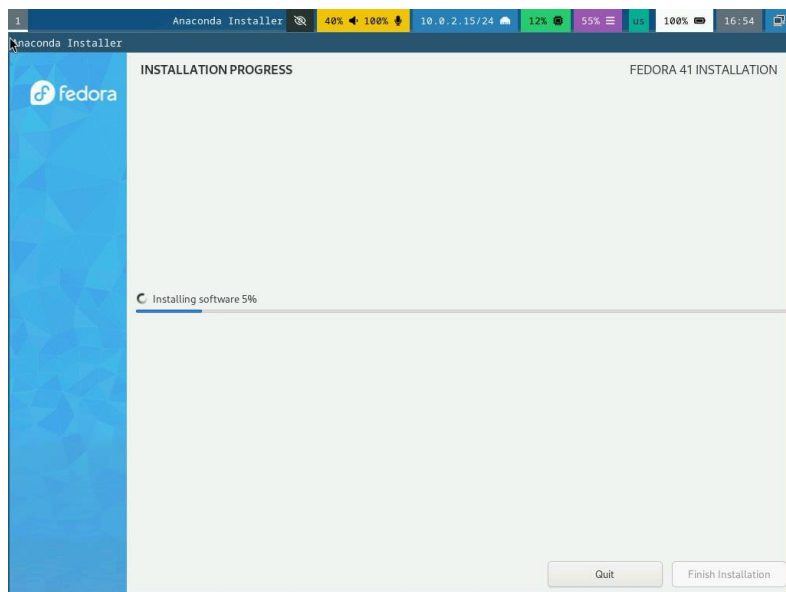 1 Anaconda Installer 40% 100% 10.0.2.15/24 12% 55% us 100% 16:54
Anaconda Installer
INSTALLATION PROGRESS FEDORA 41 INSTALLATION
fedora
Installing software 5%
Quit Finish Installation